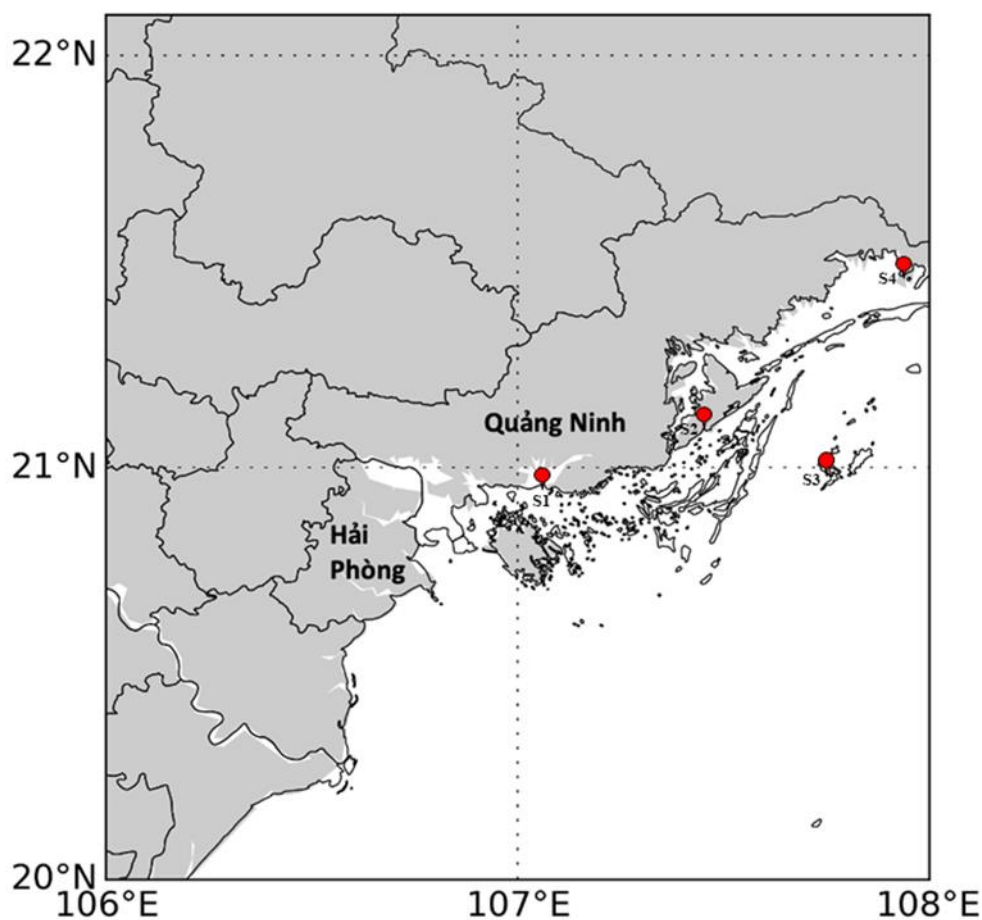 22°N
S4
Quảng Ninh
S2
21°N
S3
S1
Hải
Phòng
20°N
106°E 107°E 108°E